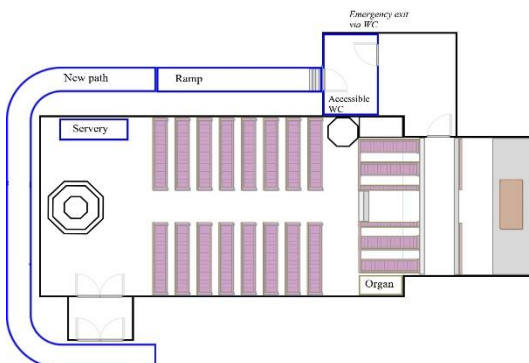 Emergency exit
via WC
New path
Ramp
Accessible
WC
Servery
Organ